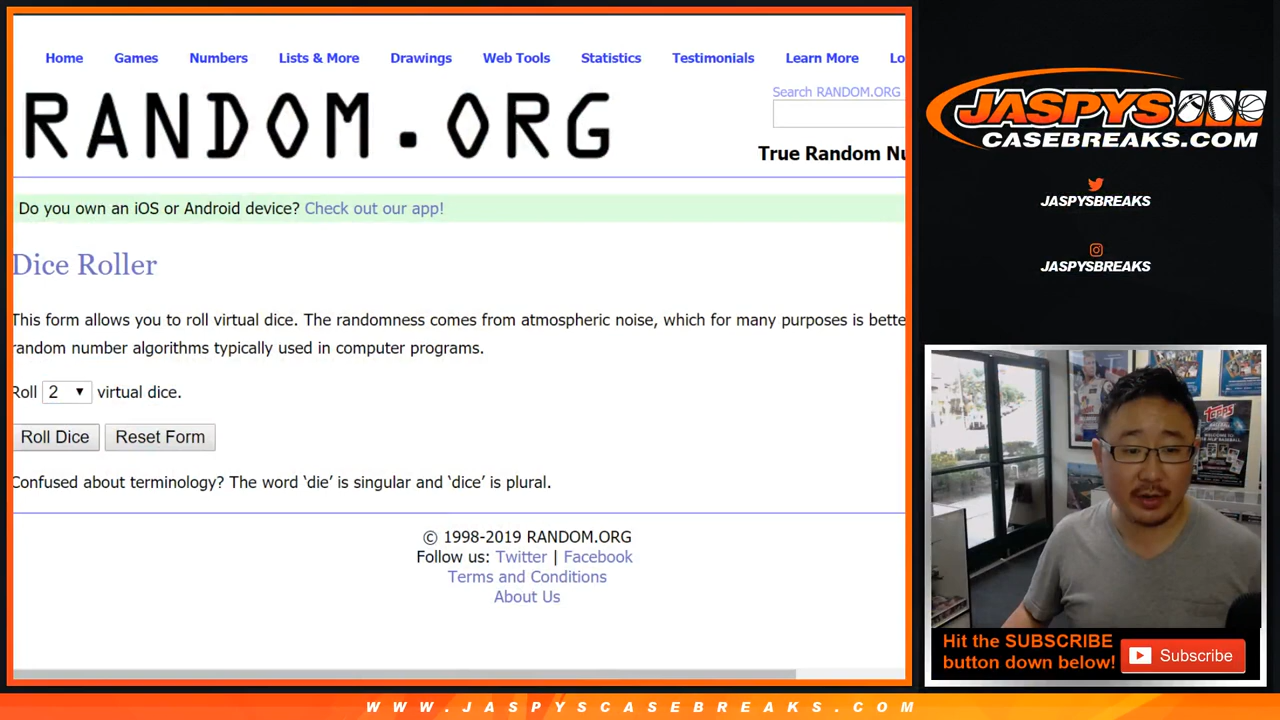 Home Games Numbers Lists & More Drawings Web Tools Statistics Testimonials Learn More Lo
Search RANDOM.ORG
RANDOM.ORG
True Random Nu
Do you own an iOS or Android device? Check out our app!
Dice Roller
This form allows you to roll virtual dice. The randomness comes from atmospheric noise, which for many purposes is bette
random number algorithms typically used in computer programs.
Roll 2 virtual dice.
Roll Dice Reset Form
Confused about terminology? The word ‘die’ is singular and ‘dice’ is plural.
© 1998-2019 RANDOM.ORG
Follow us: Twitter | Facebook
Terms and Conditions
About Us
JASPYS
CASEBREAKS.COM
JASPYSBREAKS
JASPYSBREAKS
TOPPS
Hit the SUBSCRIBE
button down below!
Subscribe
WWW.JASPYSCASEBREAKS.COM